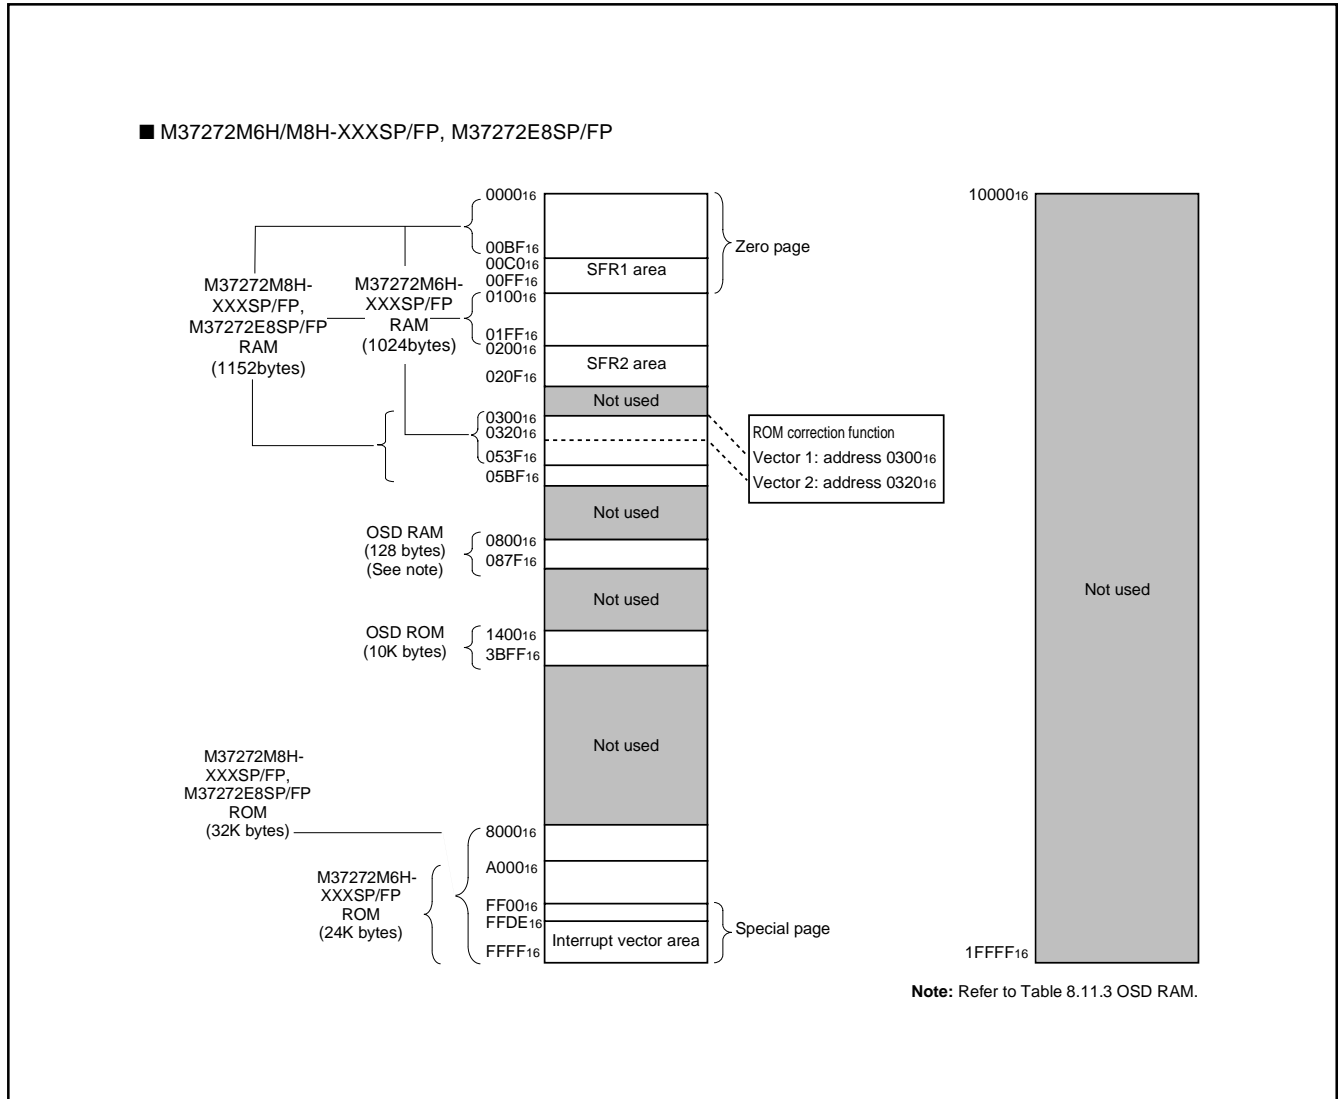 ■ M37272M6H/M8H-XXXSP/FP, M37272E8SP/FP
M37272M8H-
XXXSP/FP,
M37272E8SP/FP
RAM
(1152bytes)
M37272M6H-
XXXSP/FP
RAM
(1024bytes)
000016
00BF16
00C016
00FF16
010016
01FF16
020016
020F16
030016
032016
053F16
05BF16
SFR1 area
SFR2 area
Not used
Zero page
ROM correction function
Vector 1: address 030016
Vector 2: address 032016
Not used
OSD RAM
(128 bytes)
(See note)
080016
087F16
Not used
OSD ROM
(10K bytes)
140016
3BFF16
Not used
M37272M8H-
XXXSP/FP,
M37272E8SP/FP
ROM
(32K bytes)
M37272M6H-
XXXSP/FP
ROM
(24K bytes)
800016
A00016
FF0016
FFDE16
FFFF16
Interrupt vector area
Special page
1000016
Not used
1FFFF16
Note: Refer to Table 8.11.3 OSD RAM.